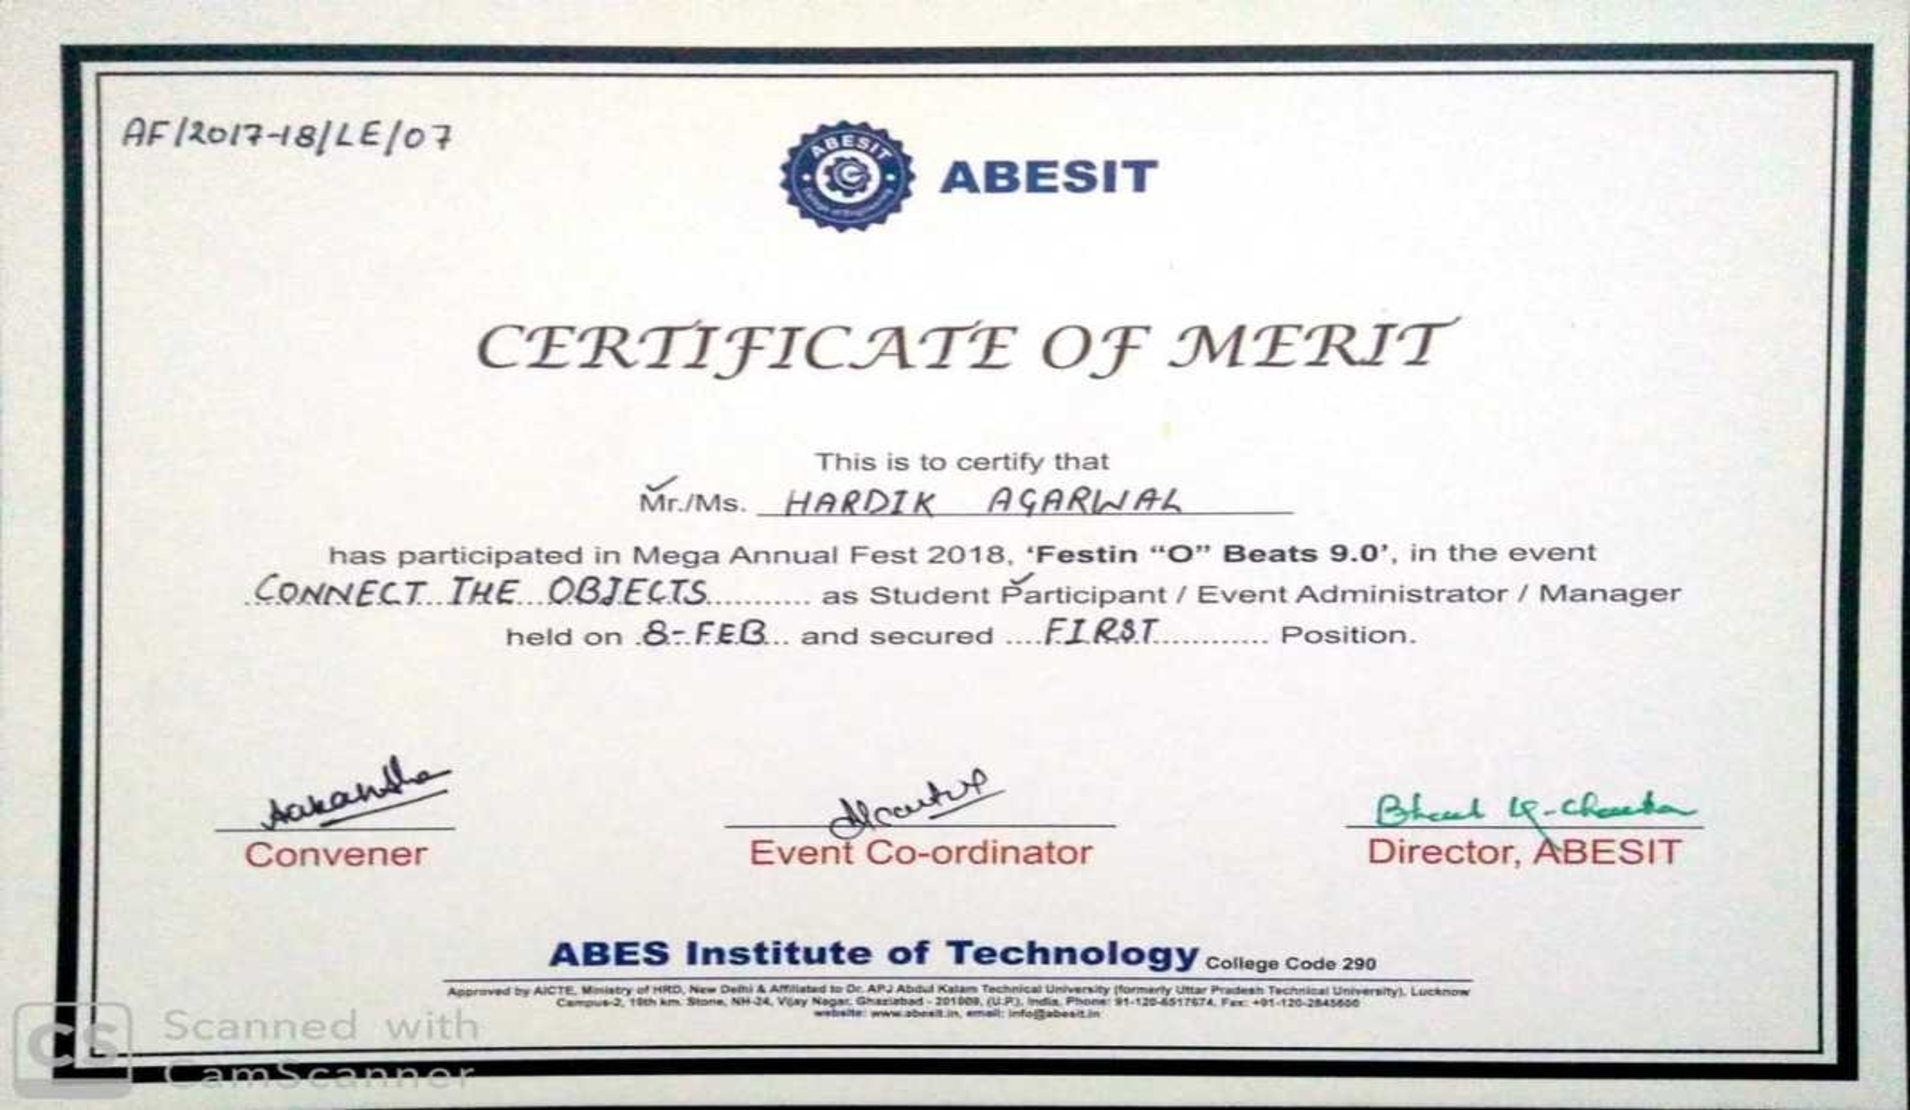 AF/2017-18/LE/07
ABESIT
ABESIT
CERTIFICATE OF MERIT
This is to certify that
Mr./Ms. HARDIK AGARWAL
has participated in Mega Annual Fest 2018, 'Festin "O" Beats 9.0', in the event
CONNECT THE OBJECTS as Student Participant / Event Administrator / Manager
held on 8-FEB and secured FIRST Position.
Aakanksha
Convener
Event Co-ordinator
Director, ABESIT
ABES Institute of Technology College Code 290
Approved by AICTE, Ministry of HRD, New Delhi & Affiliated to Dr. APJ Abdul Kalam Technical University (formerly Uttar Pradesh Technical University), Lucknow
Campus-2, 19th km. Stone, NH-24, Vijay Nagar, Ghaziabad - 201009, (U.P.), India, Phone: 91-120-6517674, Fax: +91-120-2845600
website: www.abesit.in, email: info@abesit.in
CS Scanned with
CamScanner